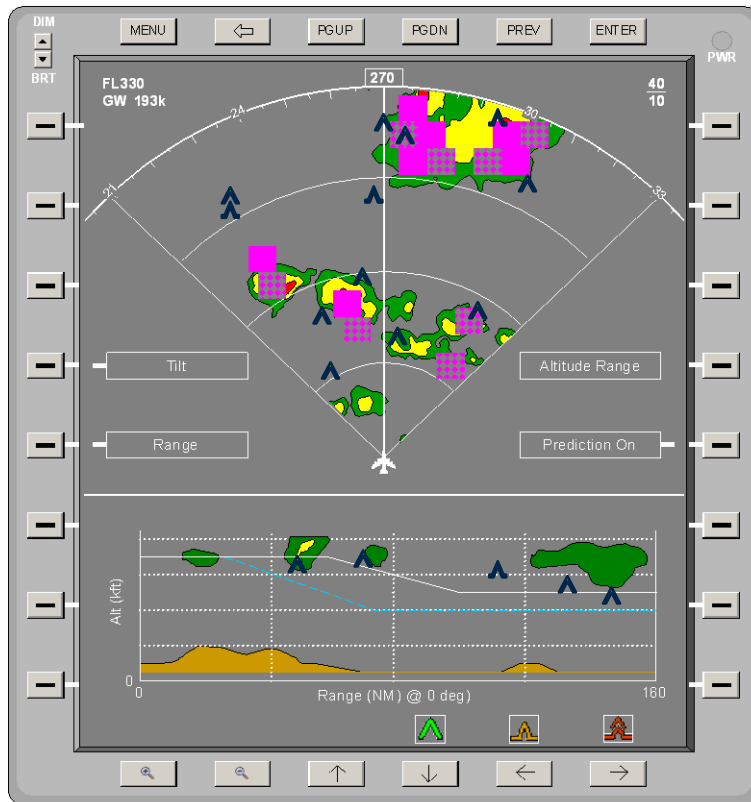 DIM
BRT
MENU
PGUP
PGDN
PREV
ENTER
PWR
FL330
GW 193k
270
40
10
24
30
21
33
Tilt
Altitude Range
Range
Prediction On
Alt (kft)
0
0
Range (NM) @ 0 deg)
160